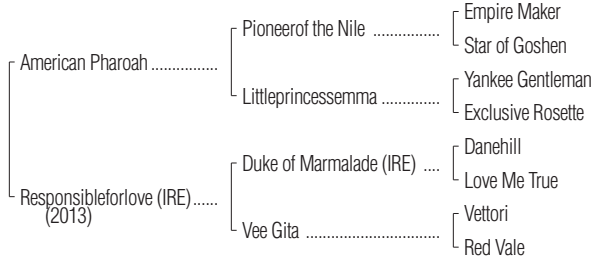 Empire Maker
Pioneerof the Nile ................
Star of Goshen
American Pharoah ................
Yankee Gentleman
Littleprincessemma ..............
Exclusive Rosette
Danehill
Duke of Marmalade (IRE) ....
Love Me True
Responsibleforlove (IRE)......
(2013)
Vettori
Vee Gita ................................
Red Vale